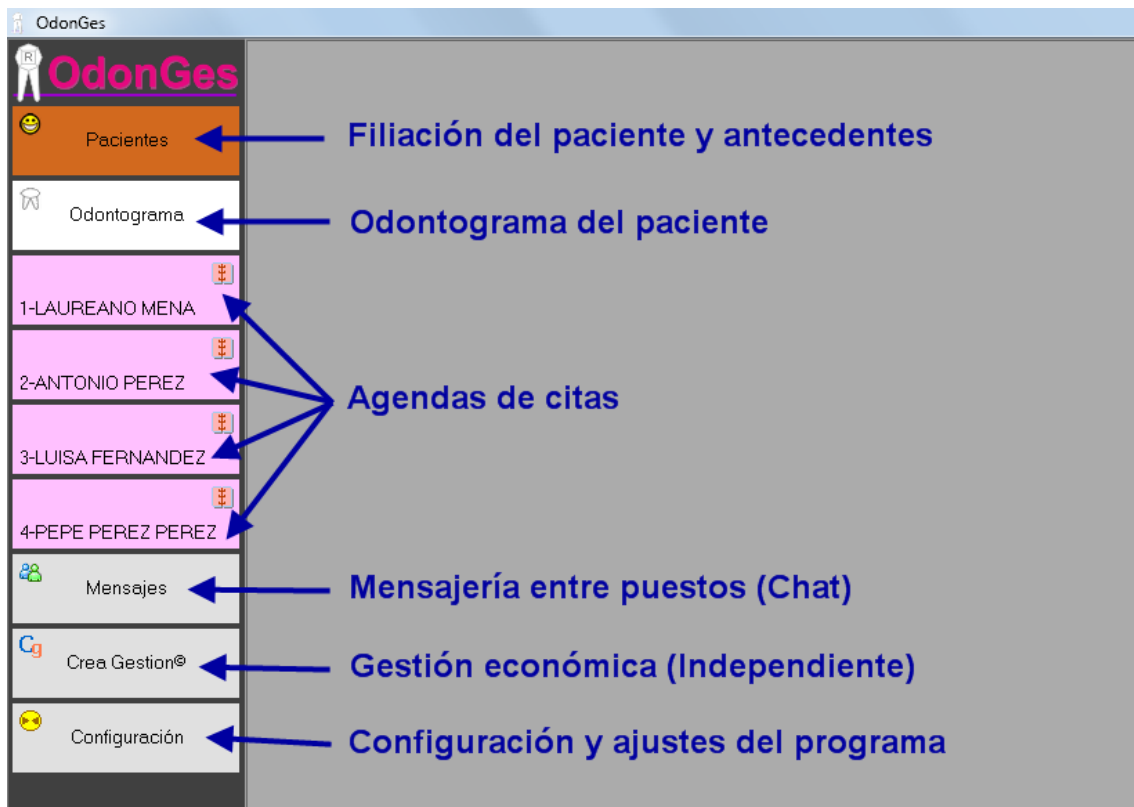 OdonGes
R
OdonGes
Pacientes
Filiación del paciente y antecedentes
Odontograma
Odontograma del paciente
1-LAUREANO MENA
2-ANTONIO PEREZ
Agendas de citas
3-LUISA FERNANDEZ
4-PEPE PEREZ PEREZ
Mensajes
Mensajería entre puestos (Chat)
Cg
Crea Gestion©
Gestión económica (Independiente)
Configuración
Configuración y ajustes del programa